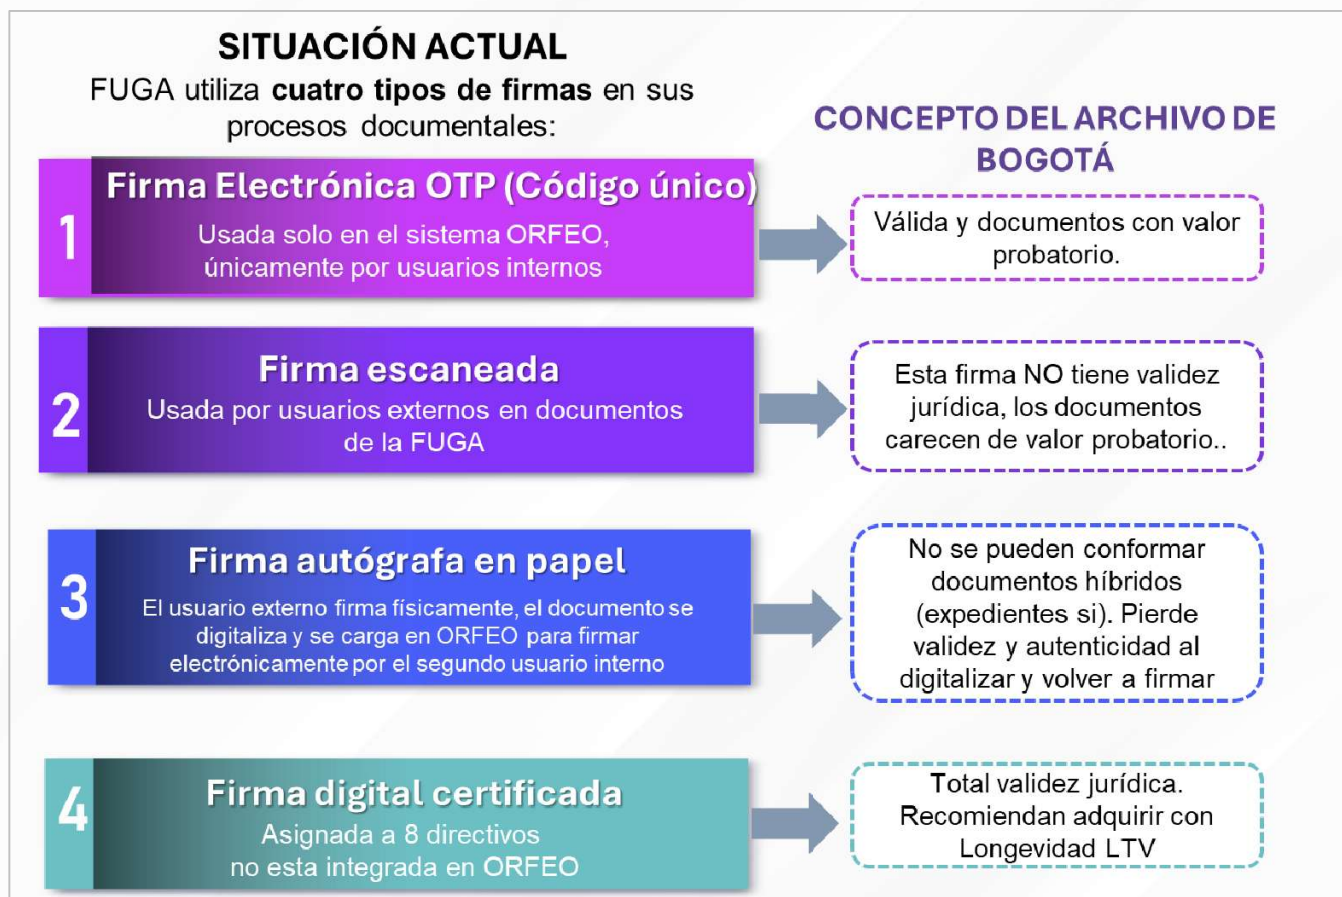 SITUACIÓN ACTUAL
FUGA utiliza cuatro tipos de firmas en sus
procesos documentales:
CONCEPTO DEL ARCHIVO DE
BOGOTÁ
1
Firma Electrónica OTP (Código único)
Usada solo en el sistema ORFEO,
únicamente por usuarios internos
Válida y documentos con valor
probatorio.
2
Firma escaneada
Usada por usuarios externos en documentos
de la FUGA
Esta firma NO tiene validez
jurídica, los documentos
carecen de valor probatorio..
3
Firma autógrafa en papel
El usuario externo firma físicamente, el documento se
digitaliza y se carga en ORFEO para firmar
electrónicamente por el segundo usuario interno
No se pueden conformar
documentos híbridos
(expedientes si). Pierde
validez y autenticidad al
digitalizar y volver a firmar
4
Firma digital certificada
Asignada a 8 directivos
no esta integrada en ORFEO
Total validez jurídica.
Recomiendan adquirir con
Longevidad LTV